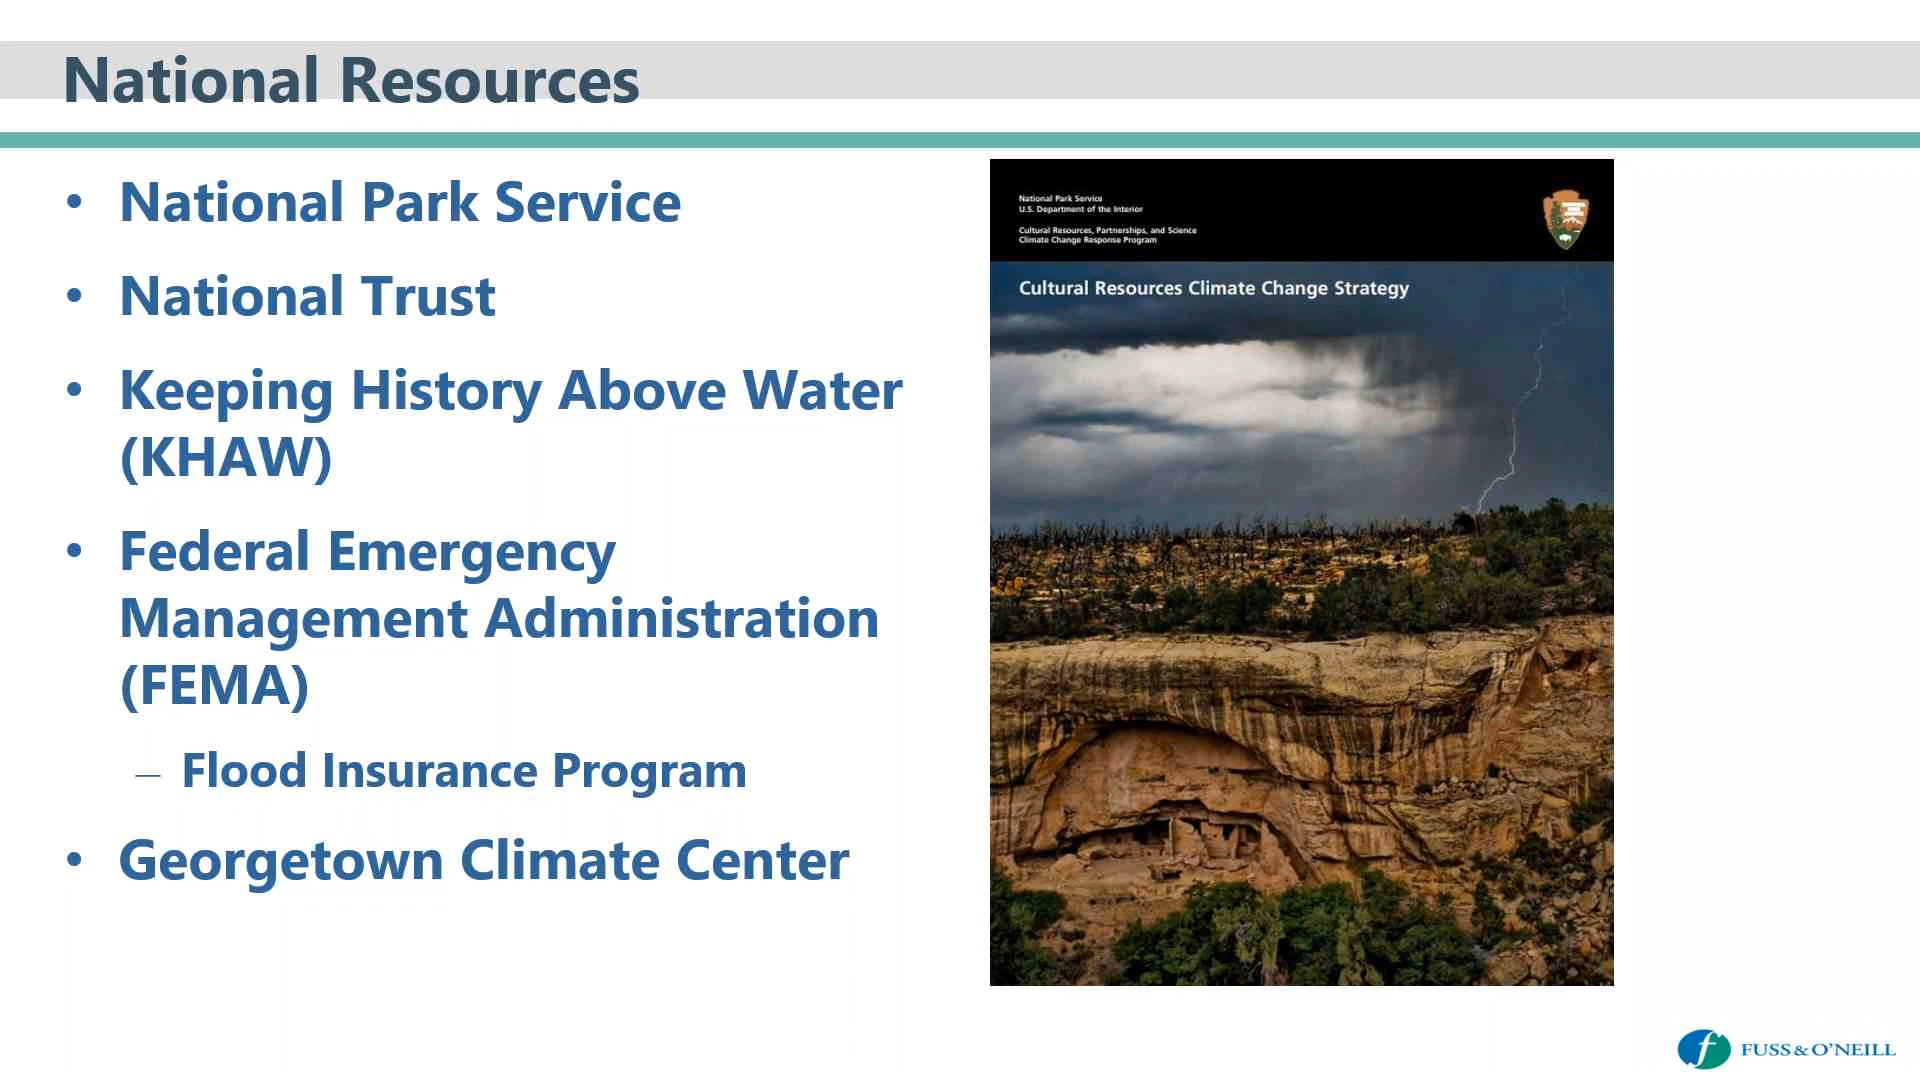 National Resources
• National Park Service
• National Trust
• Keeping History Above Water
(KHAW)
• Federal Emergency
Management Administration
(FEMA)
– Flood Insurance Program
• Georgetown Climate Center
National Park Service
U.S. Department of the Interior
Cultural Resources, Partnerships, and Science
Climate Change Response Program
Cultural Resources Climate Change Strategy
f FUSS & O'NEILL